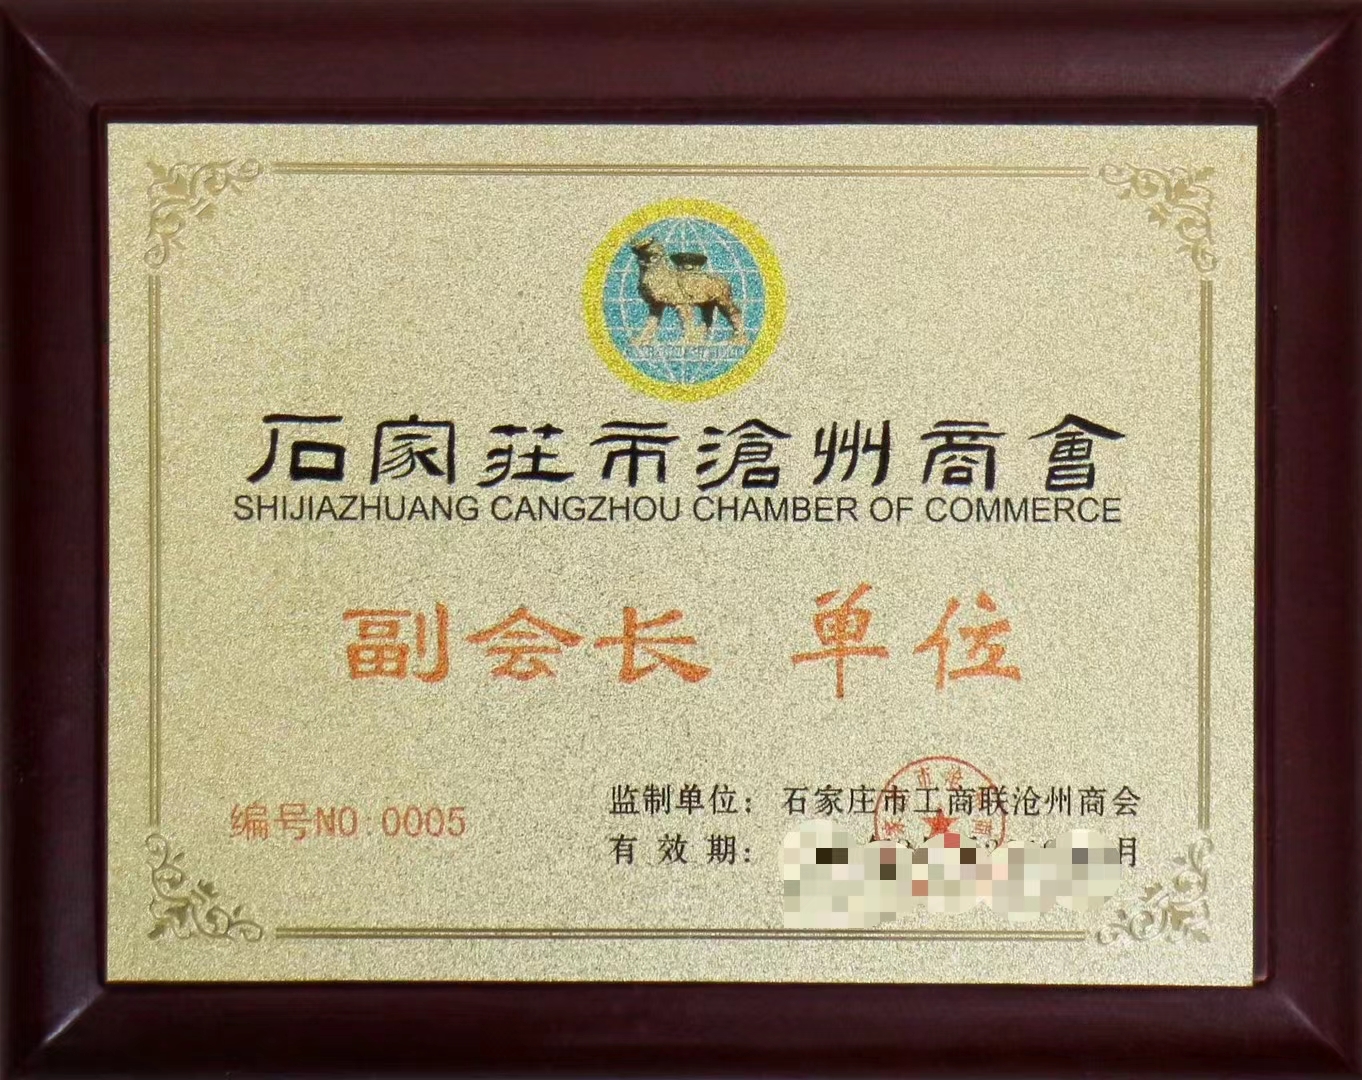 石家莊市滄州商會
SHIJIAZHUANG CANGZHOU CHAMBER OF COMMERCE
副会长 单位
编号NO:0005
监制单位：石家庄市工商联沧州商会
有 效 期： 月